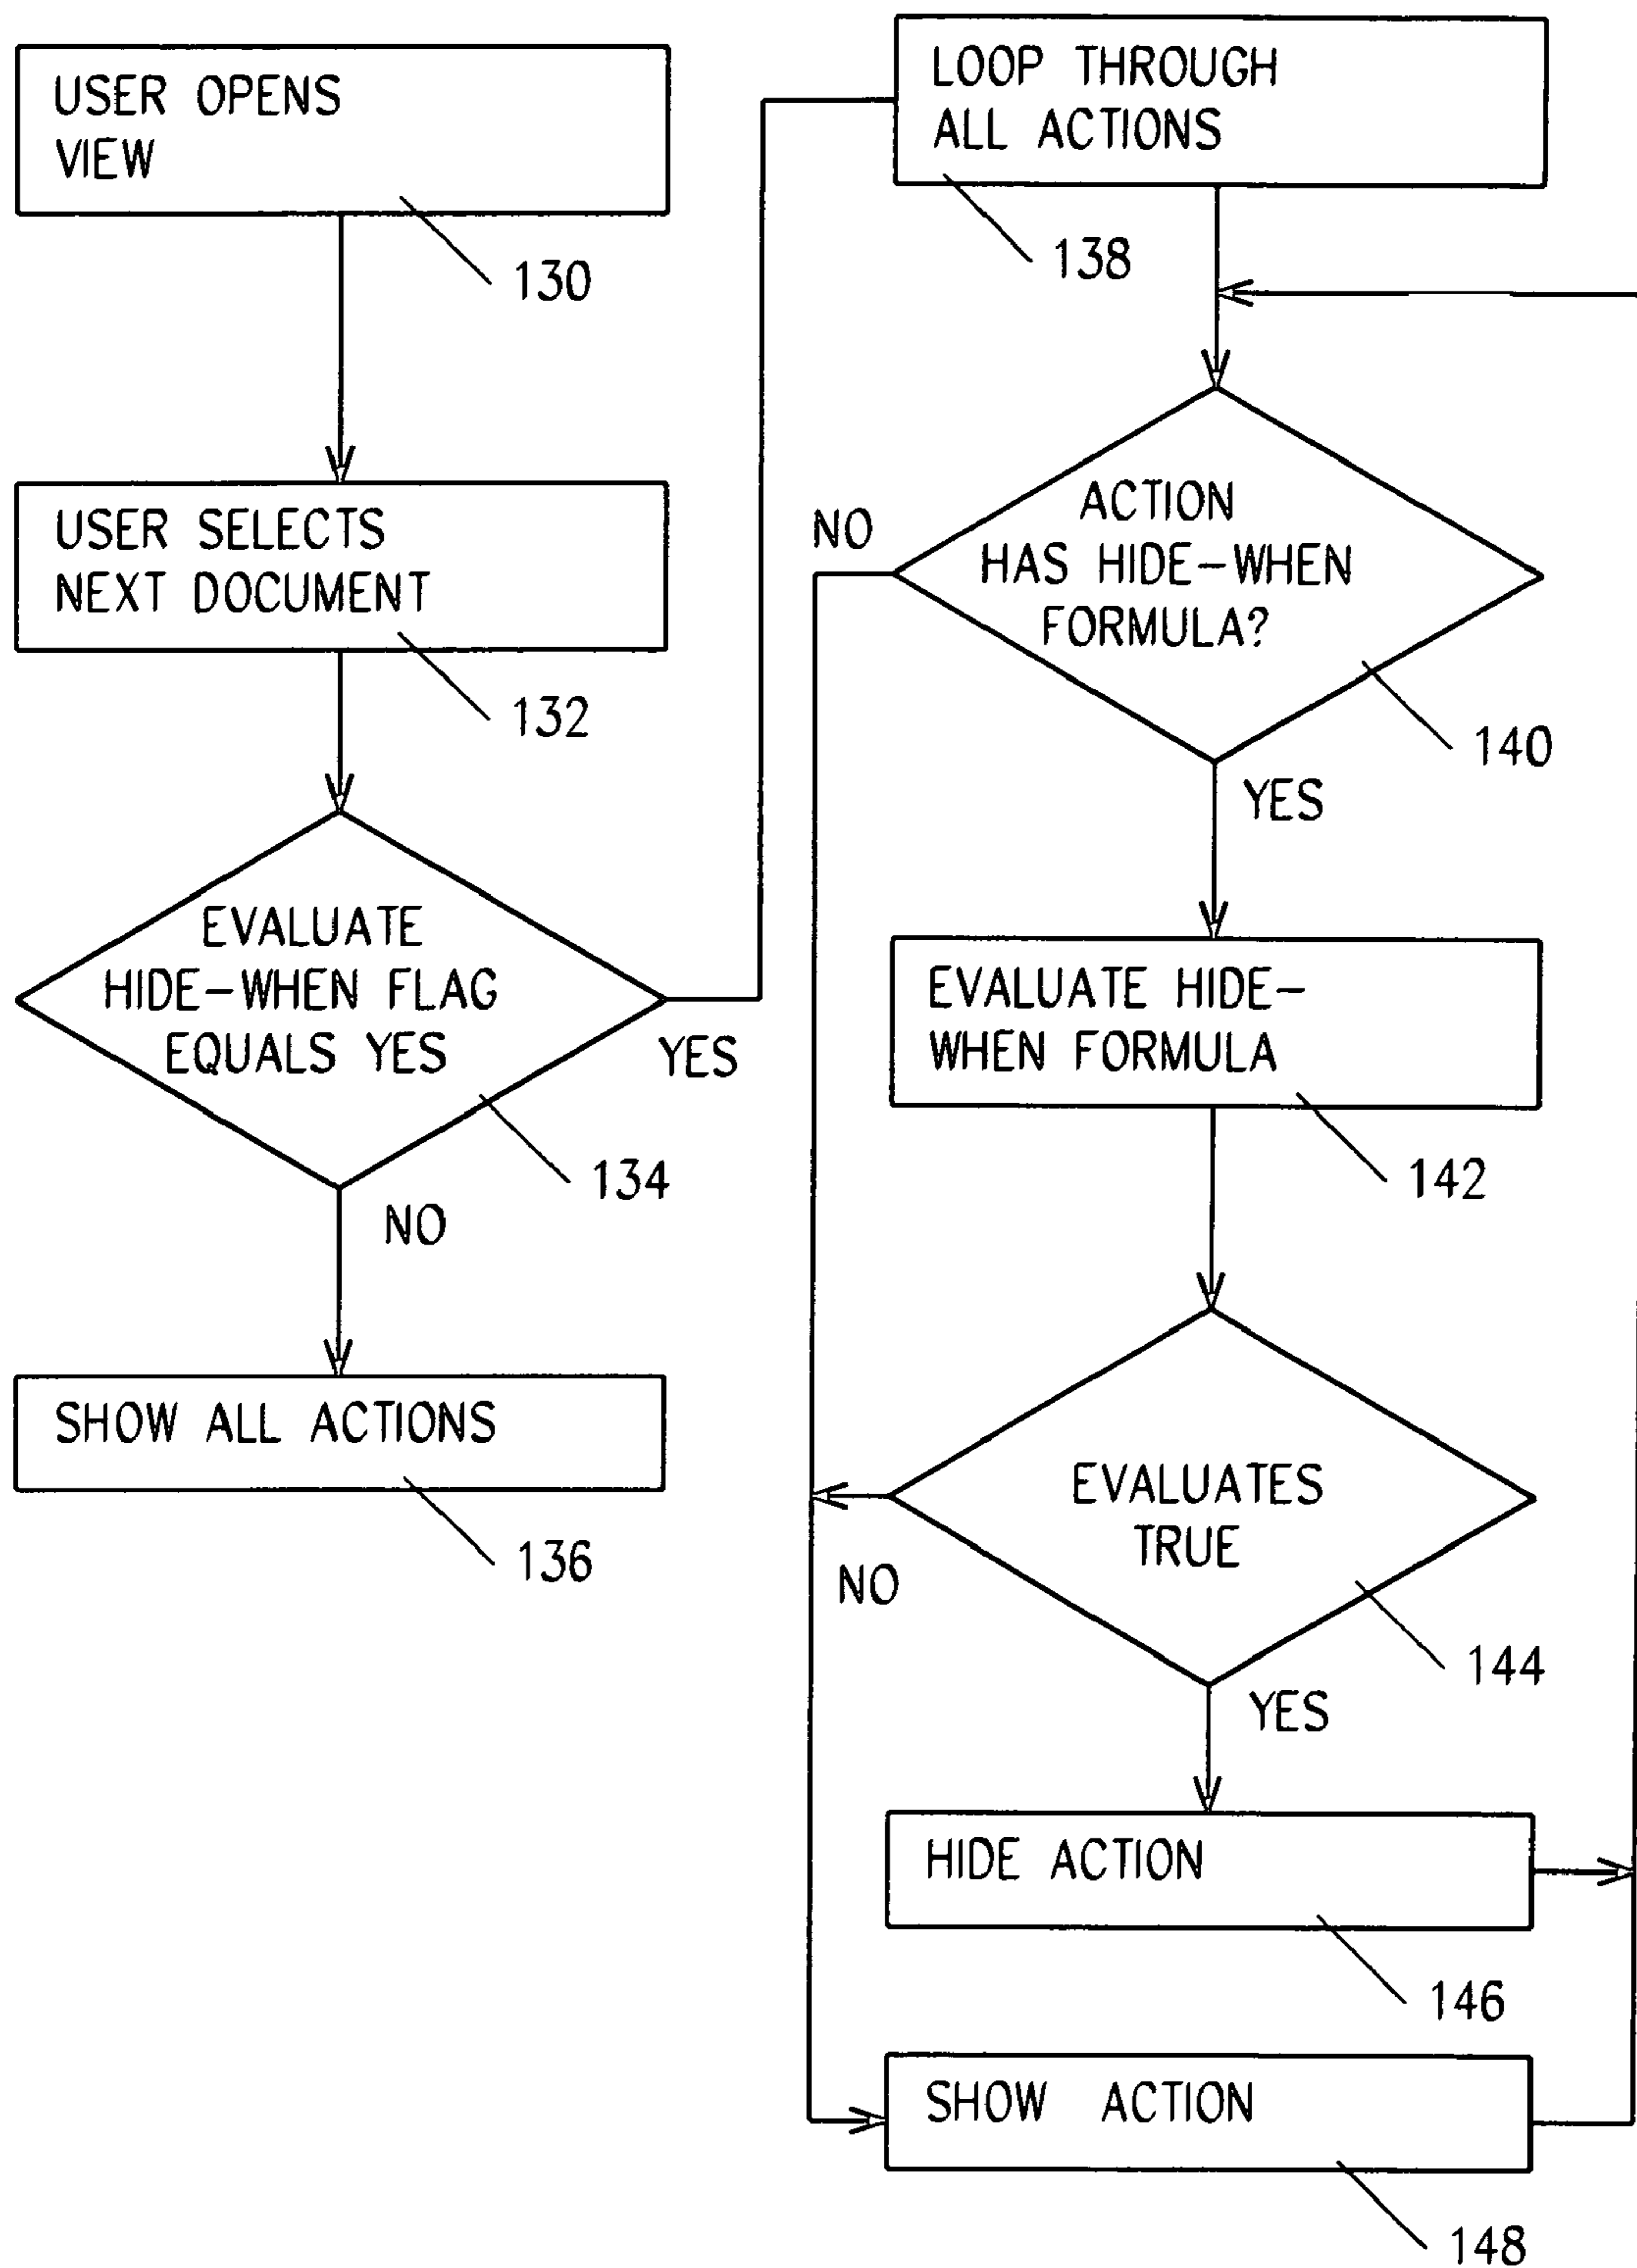 USER OPENS
VIEW
130
USER SELECTS
NEXT DOCUMENT
132
EVALUATE
HIDE-WHEN FLAG
EQUALS YES
YES
134
NO
SHOW ALL ACTIONS
136
LOOP THROUGH
ALL ACTIONS
138
ACTION
HAS HIDE-WHEN
FORMULA?
NO
140
YES
EVALUATE HIDE-
WHEN FORMULA
142
EVALUATES
TRUE
NO
144
YES
HIDE ACTION
146
SHOW ACTION
148